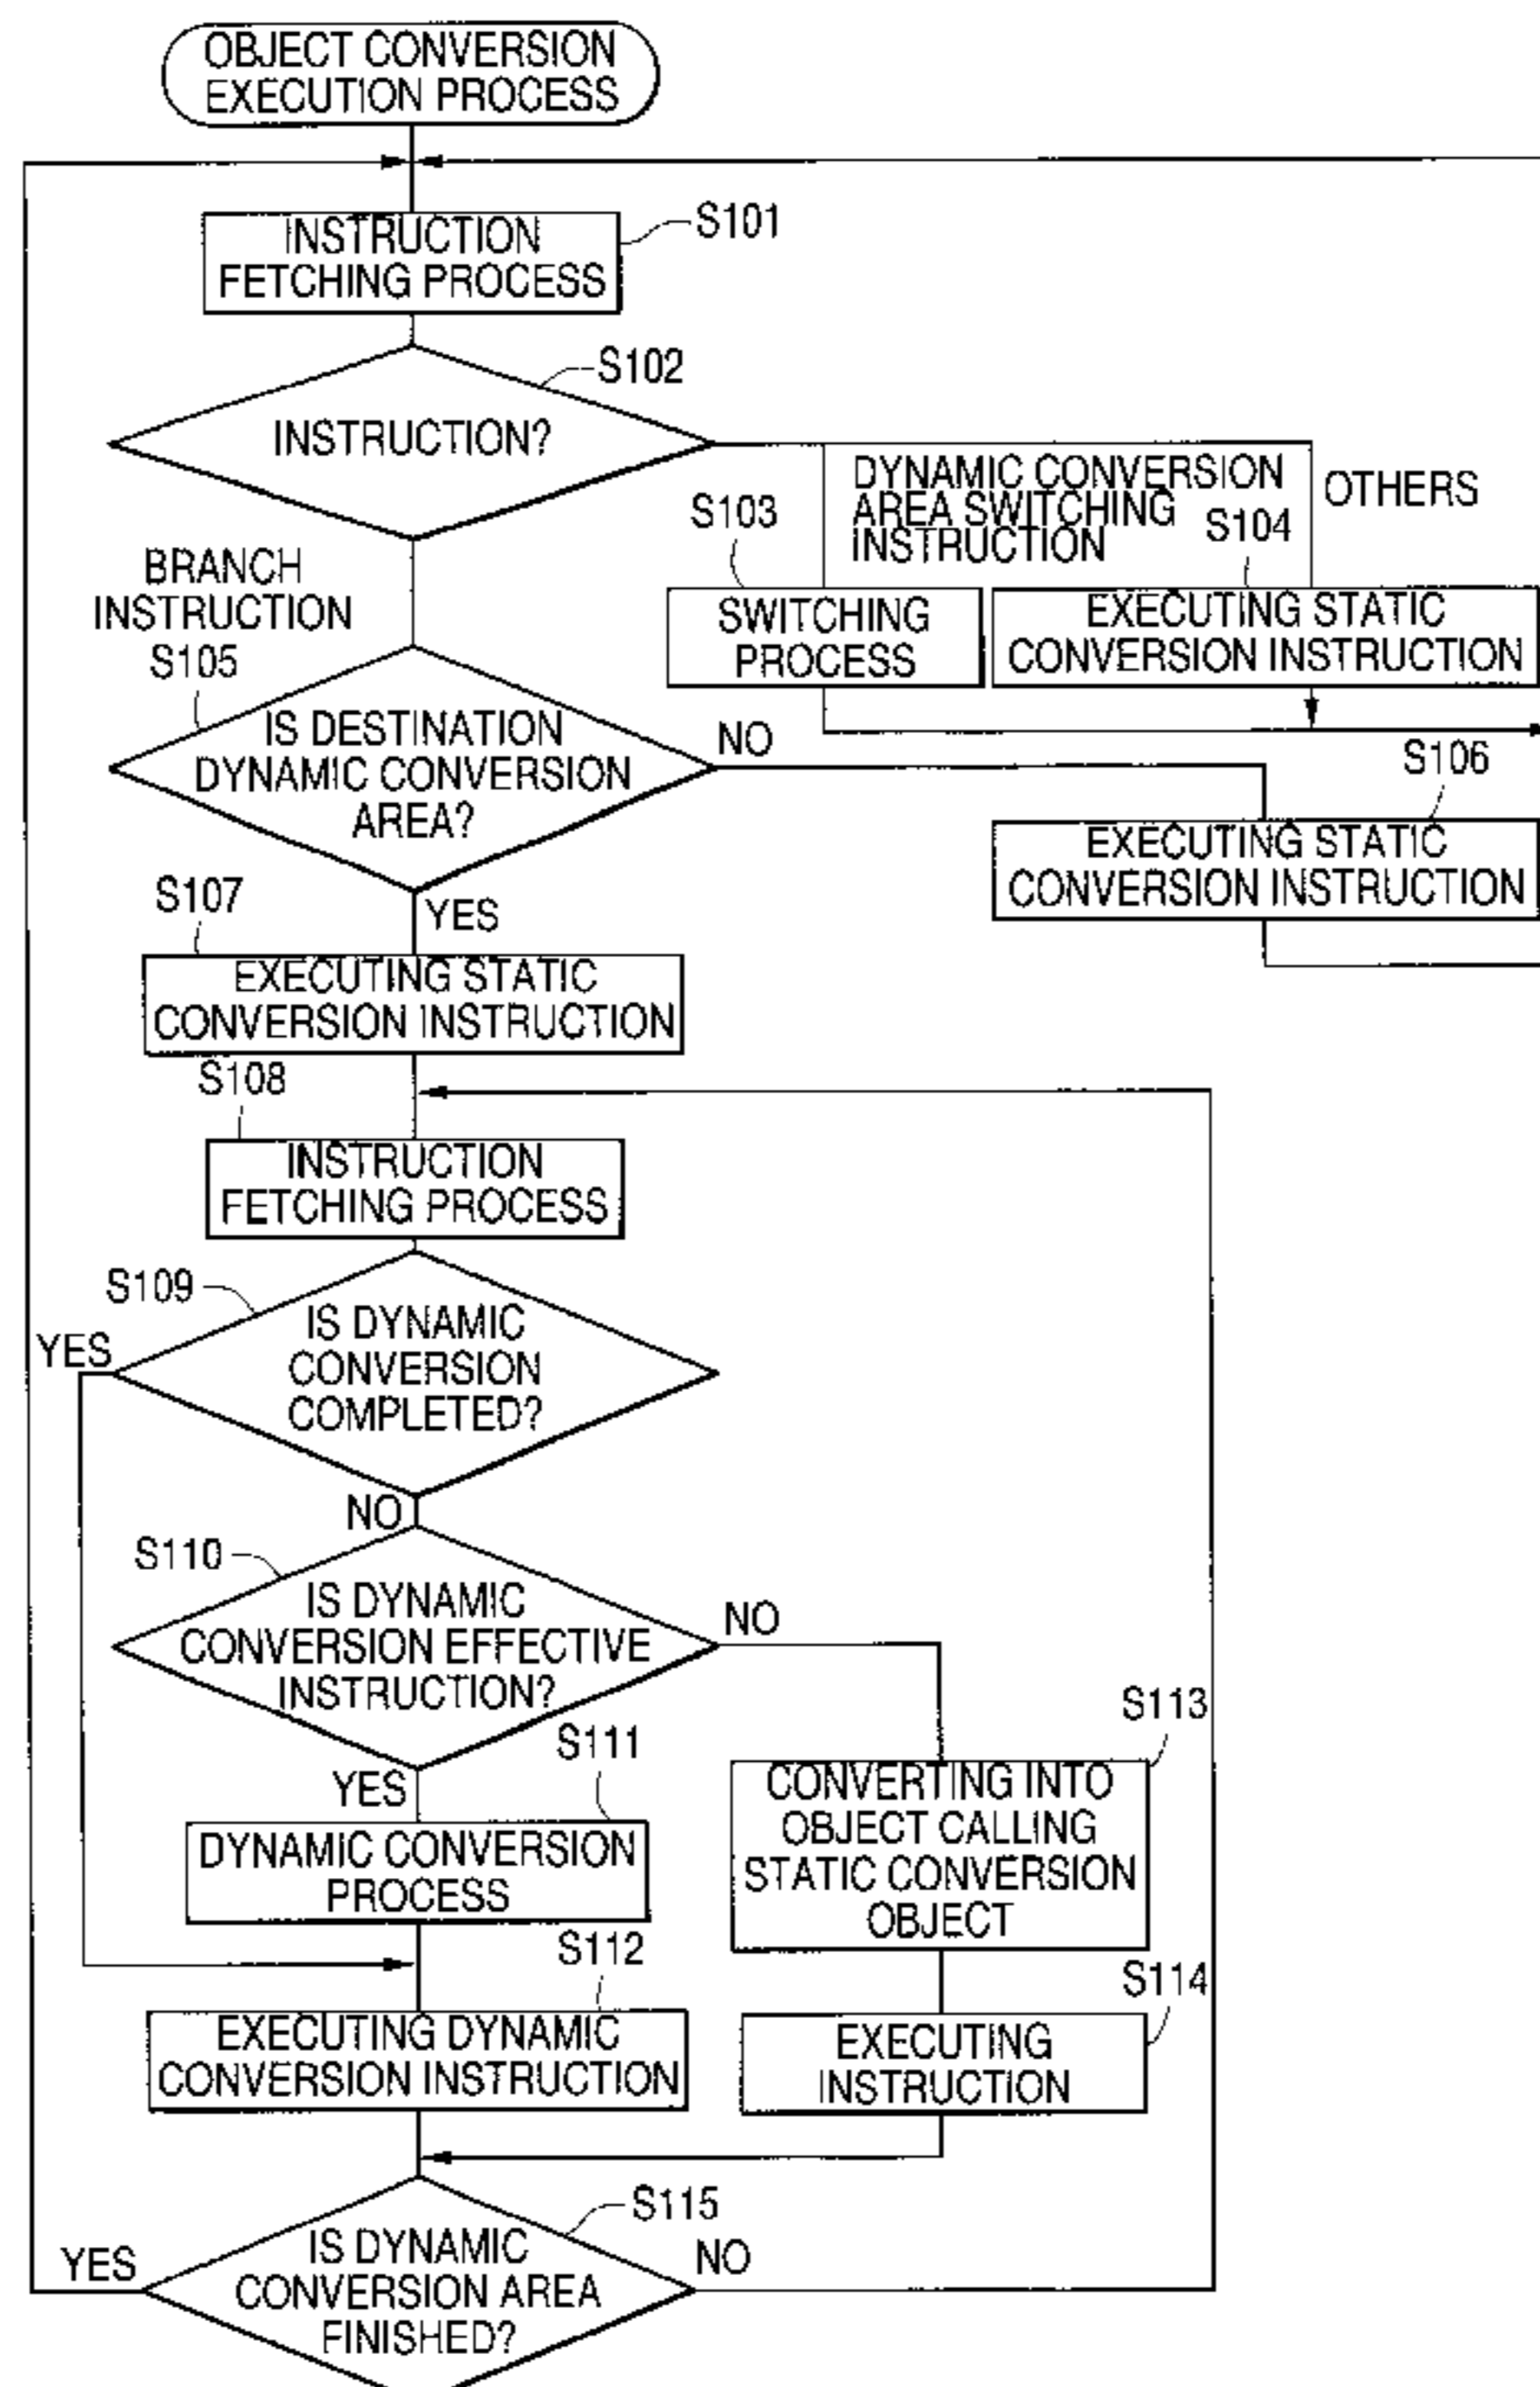 OBJECT CONVERSION
EXECUTION PROCESS
INSTRUCTION
FETCHING PROCESS
S101
S102
INSTRUCTION?
DYNAMIC CONVERSION
AREA SWITCHING
INSTRUCTION
OTHERS
S103
S104
BRANCH
INSTRUCTION
SWITCHING
PROCESS
EXECUTING STATIC
CONVERSION INSTRUCTION
S105
IS DESTINATION
DYNAMIC CONVERSION
AREA?
NO
S106
EXECUTING STATIC
CONVERSION INSTRUCTION
YES
S107
EXECUTING STATIC
CONVERSION INSTRUCTION
S108
INSTRUCTION
FETCHING PROCESS
S109
IS DYNAMIC
CONVERSION
COMPLETED?
YES
NO
S110
IS DYNAMIC
CONVERSION EFFECTIVE
INSTRUCTION?
NO
YES
S111
S113
DYNAMIC CONVERSION
PROCESS
CONVERTING INTO
OBJECT CALLING
STATIC CONVERSION
OBJECT
S112
S114
EXECUTING DYNAMIC
CONVERSION INSTRUCTION
EXECUTING
INSTRUCTION
S115
IS DYNAMIC
CONVERSION AREA
FINISHED?
YES
NO